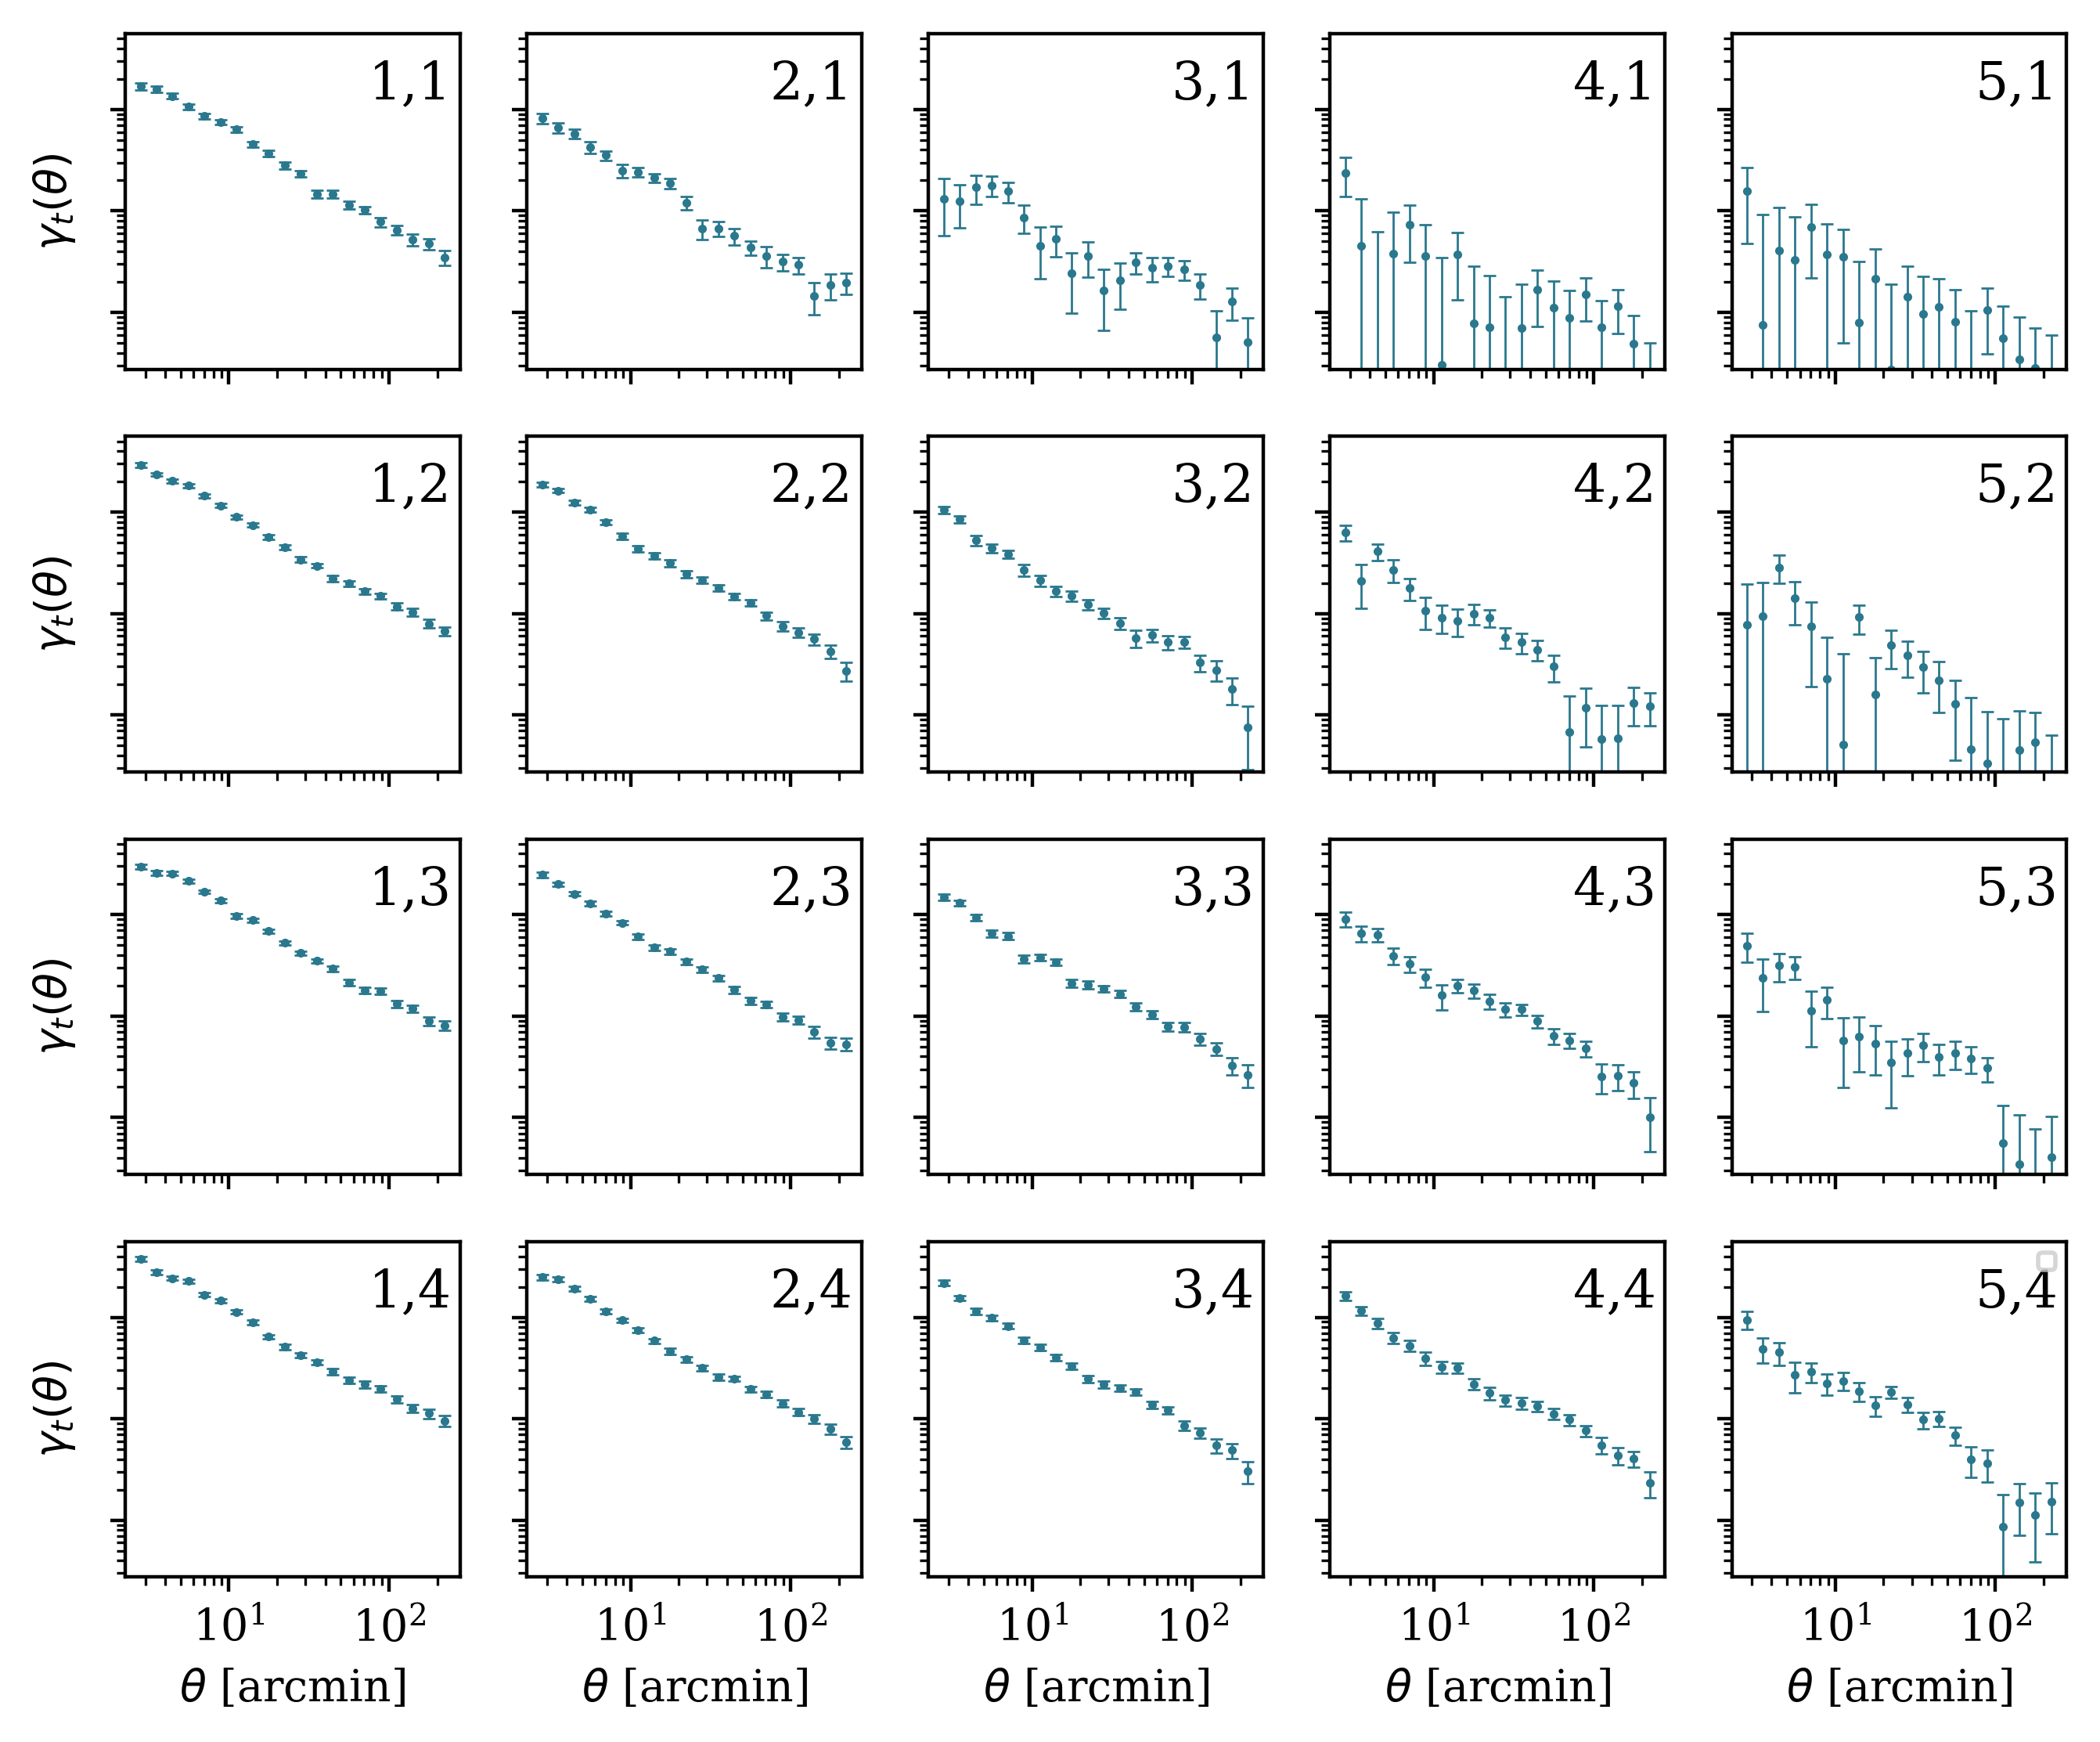 γt(θ) 1,1 2,1 3,1 4,1 5,1
γt(θ) 1,2 2,2 3,2 4,2 5,2
γt(θ) 1,3 2,3 3,3 4,3 5,3
γt(θ) 1,4 2,4 3,4 4,4 5,4
10¹ 10² 10¹ 10² 10¹ 10² 10¹ 10² 10¹ 10²
θ [arcmin] θ [arcmin] θ [arcmin] θ [arcmin] θ [arcmin]